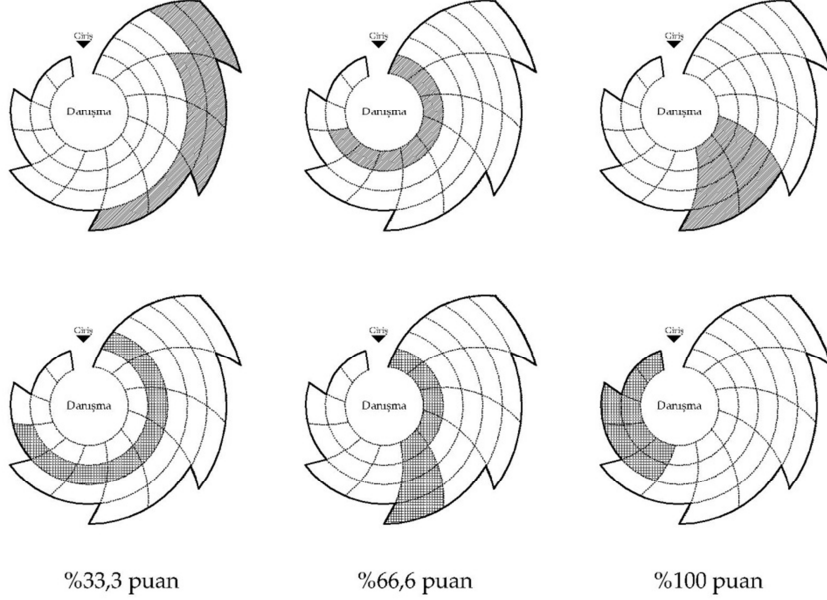 Giriş
Giriş
Giriş
Danışma
Danışma
Danışma
Giriş
Giriş
Giriş
Danışma
Danışma
Danışma
%33,3 puan
%66,6 puan
%100 puan